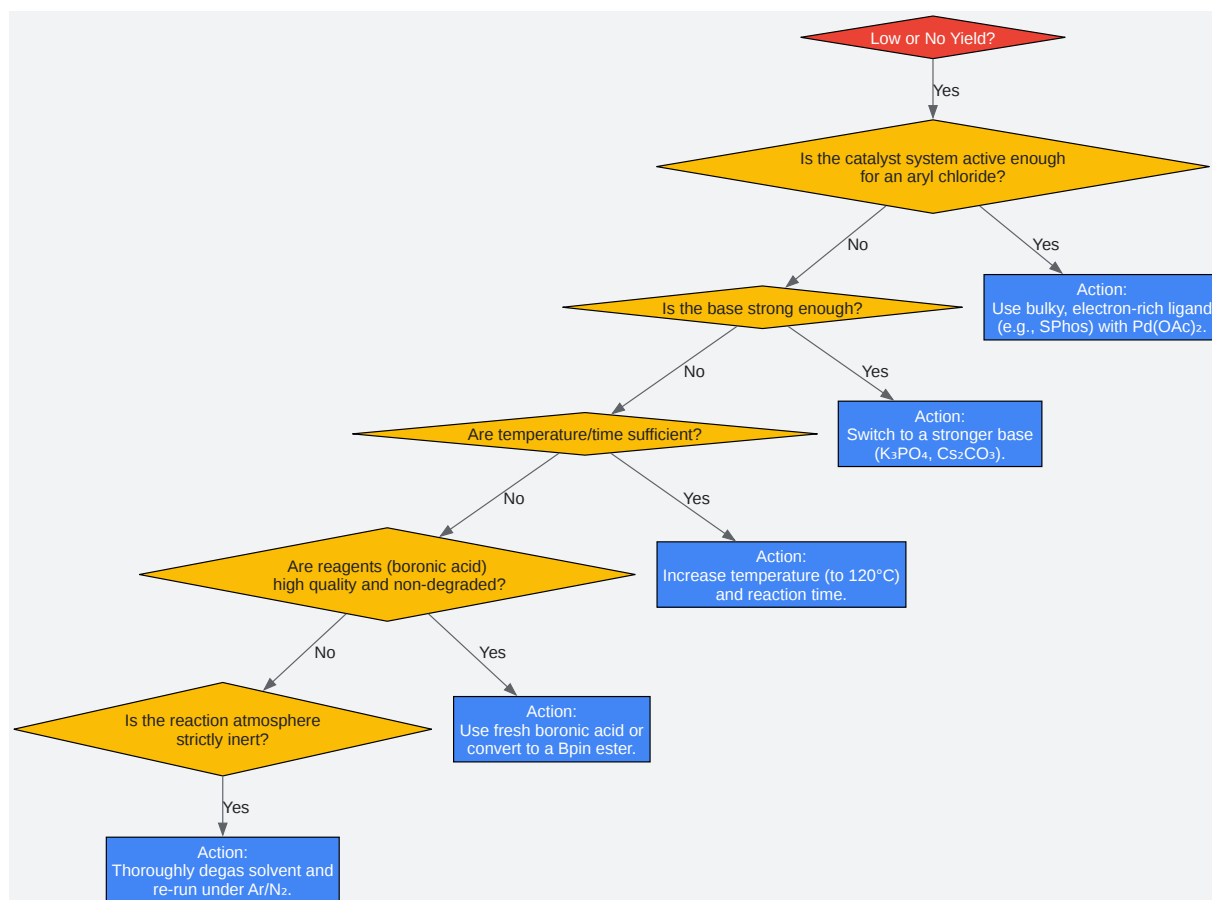 Low or No Yield?
Yes
Is the catalyst system active enough
for an aryl chloride?
No
Yes
Action:
Use bulky, electron-rich ligand
(e.g., SPhos) with Pd(OAc)₂.
Is the base strong enough?
No
Yes
Action:
Switch to a stronger base
(K₃PO₄, Cs₂CO₃).
Are temperature/time sufficient?
No
Yes
Action:
Increase temperature (to 120°C)
and reaction time.
Are reagents (boronic acid)
high quality and non-degraded?
No
Yes
Action:
Use fresh boronic acid or
convert to a Bpin ester.
Is the reaction atmosphere
strictly inert?
Yes
Action:
Thoroughly degas solvent and
re-run under Ar/N₂.